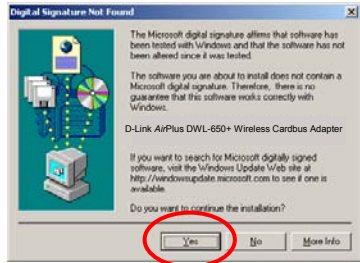 Digital Signature Not Found
The Microsoft digital signature affirms that software has
been tested with Windows and that the software has not
been altered since it was tested.
The software you are about to install does not contain a
Microsoft digital signature. Therefore, there is no
guarantee that this software works correctly with
Windows.
D-Link AirPlus DWL-650+ Wireless Cardbus Adapter
If you want to search for Microsoft digitally signed
software, visit the Windows Update Web site at
http://windowsupdate.microsoft.com to see if one is
available.
Do you want to continue the installation?
Yes No More Info